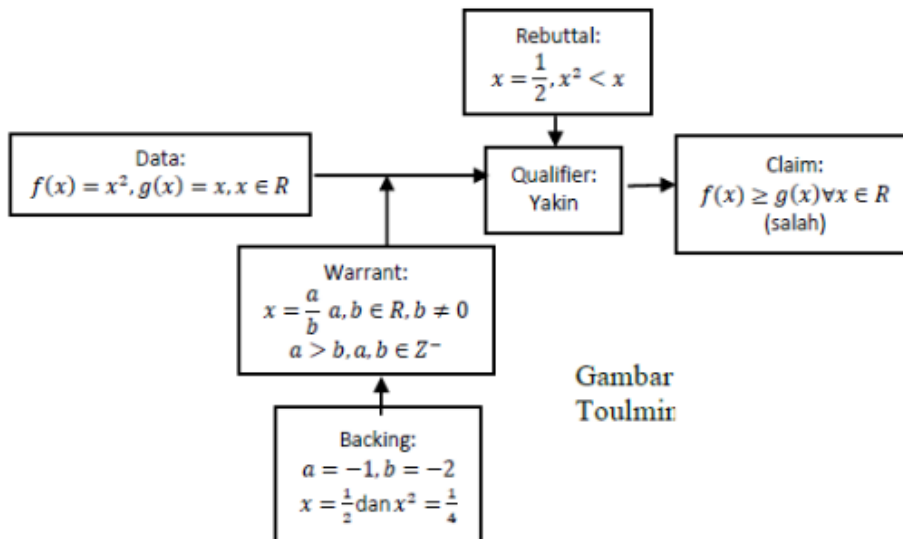 Rebuttal:
x = 1/2, x² < x
Data:
f(x) = x², g(x) = x, x ∈ R
Qualifier:
Yakin
Claim:
f(x) ≥ g(x)∀x ∈ R
(salah)
Warrant:
x = a/b a, b ∈ R, b ≠ 0
a > b, a, b ∈ Z⁻
Backing:
a = −1, b = −2
x = 1/2 dan x² = 1/4
Gambar